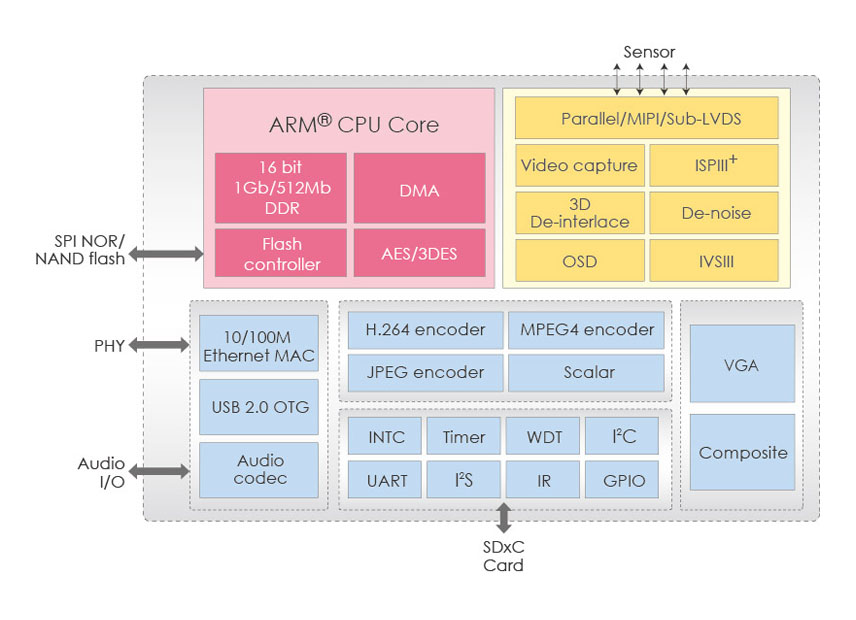 Sensor
ARM® CPU Core
Parallel/MIPI/Sub-LVDS
16 bit
1Gb/512Mb
DDR
DMA
Video capture
ISPIII+
3D
De-interlace
De-noise
SPI NOR/
NAND flash
Flash
controller
AES/3DES
OSD
IVSIII
PHY
10/100M
Ethernet MAC
H.264 encoder
MPEG4 encoder
VGA
JPEG encoder
Scalar
USB 2.0 OTG
INTC
Timer
WDT
I²C
Composite
Audio
I/O
Audio
codec
UART
I²S
IR
GPIO
SDxC
Card